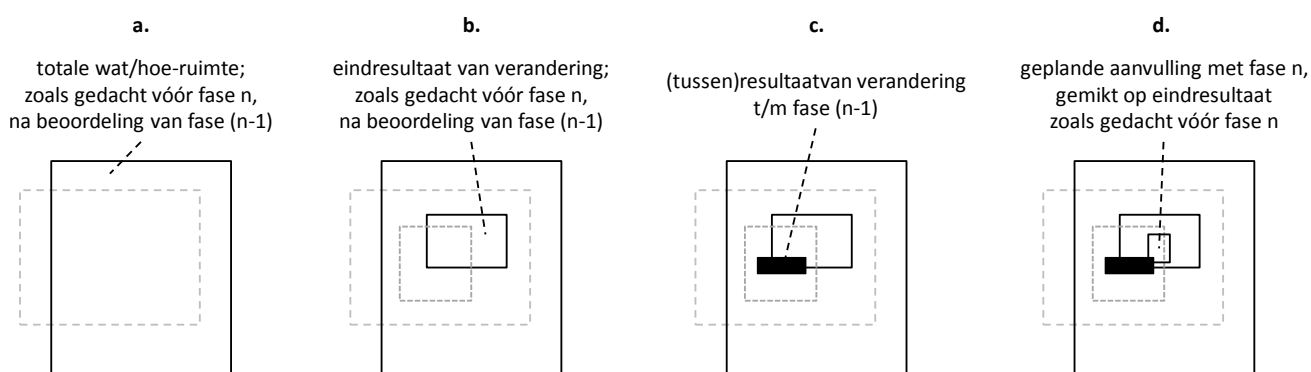 a.
totale wat/hoe-ruimte;
zoals gedacht vóór fase n,
na beoordeling van fase (n-1)
b.
eindresultaat van verandering;
zoals gedacht vóór fase n,
na beoordeling van fase (n-1)
c.
(tussen)resultaatvan verandering
t/m fase (n-1)
d.
geplande aanvulling met fase n,
gemikt op eindresultaat
zoals gedacht vóór fase n